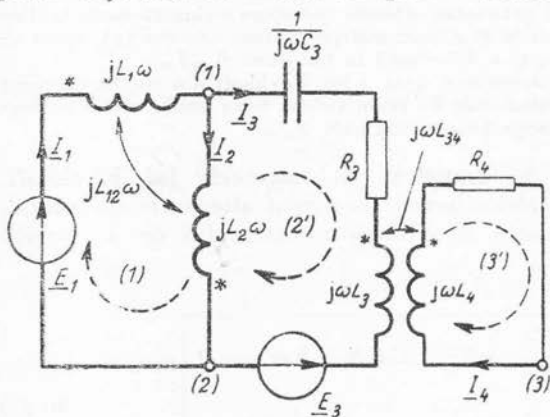 1
jωC₃
* jL₁ω (1)
I₃ jωL₃₄
I₁ I₂ R₃ R₄
jL₁₂ω
jL₂ω (2') * * (3')
E₁ (1) * jωL₃ jωL₄
(2) E₃ I₄ (3)